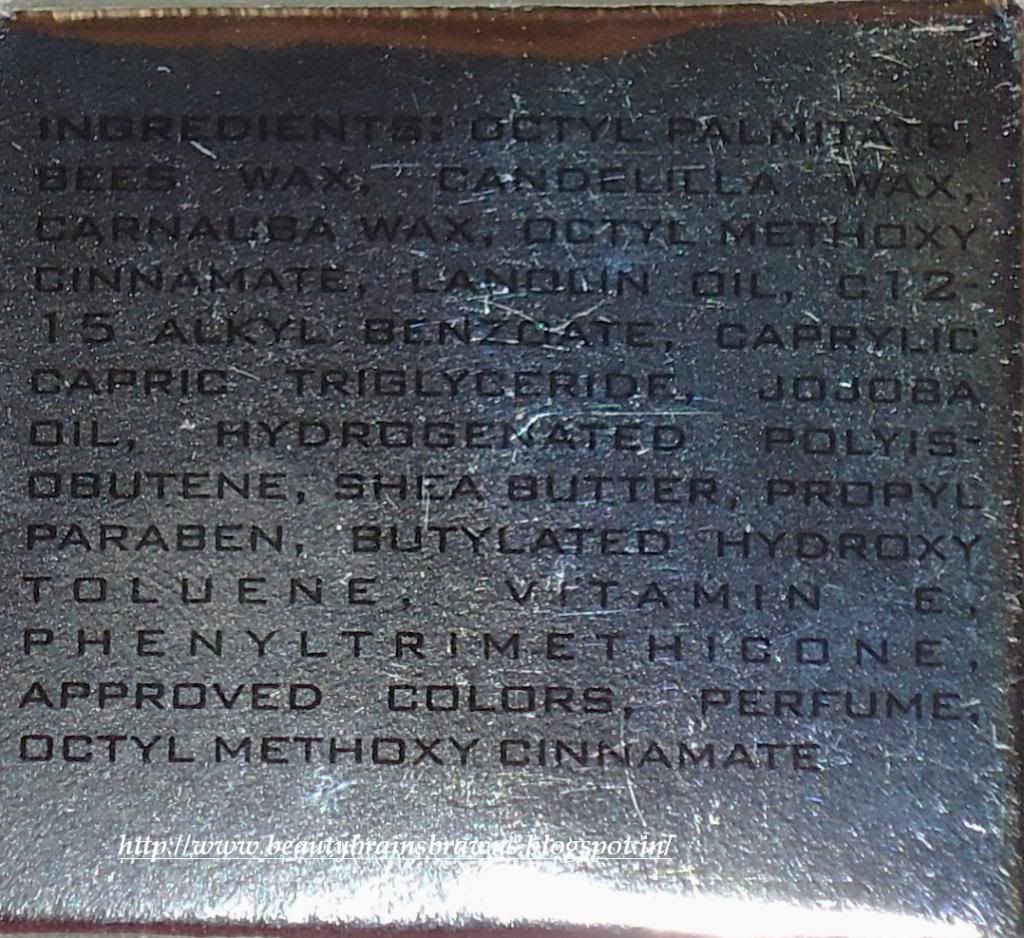 INGREDIENTS: OCTYL PALMITATE,
BEES WAX, CANDELILLA WAX,
CARNAUBA WAX, OCTYL METHOXY
CINNAMATE, LANOLIN OIL, C12-
15 ALKYL BENZOATE, CAPRYLIC
CAPRIC TRIGLYCERIDE, JOJOBA
OIL, HYDROGENATED POLYIS-
OBUTENE, SHEA BUTTER, PROPYL
PARABEN, BUTYLATED HYDROXY
TOLUENE, VITAMIN E,
PHENYLTRIMETHICONE,
APPROVED COLORS, PERFUME,
OCTYL METHOXY CINNAMATE
http://www.beautybrainsbrawns.blogspot.in/